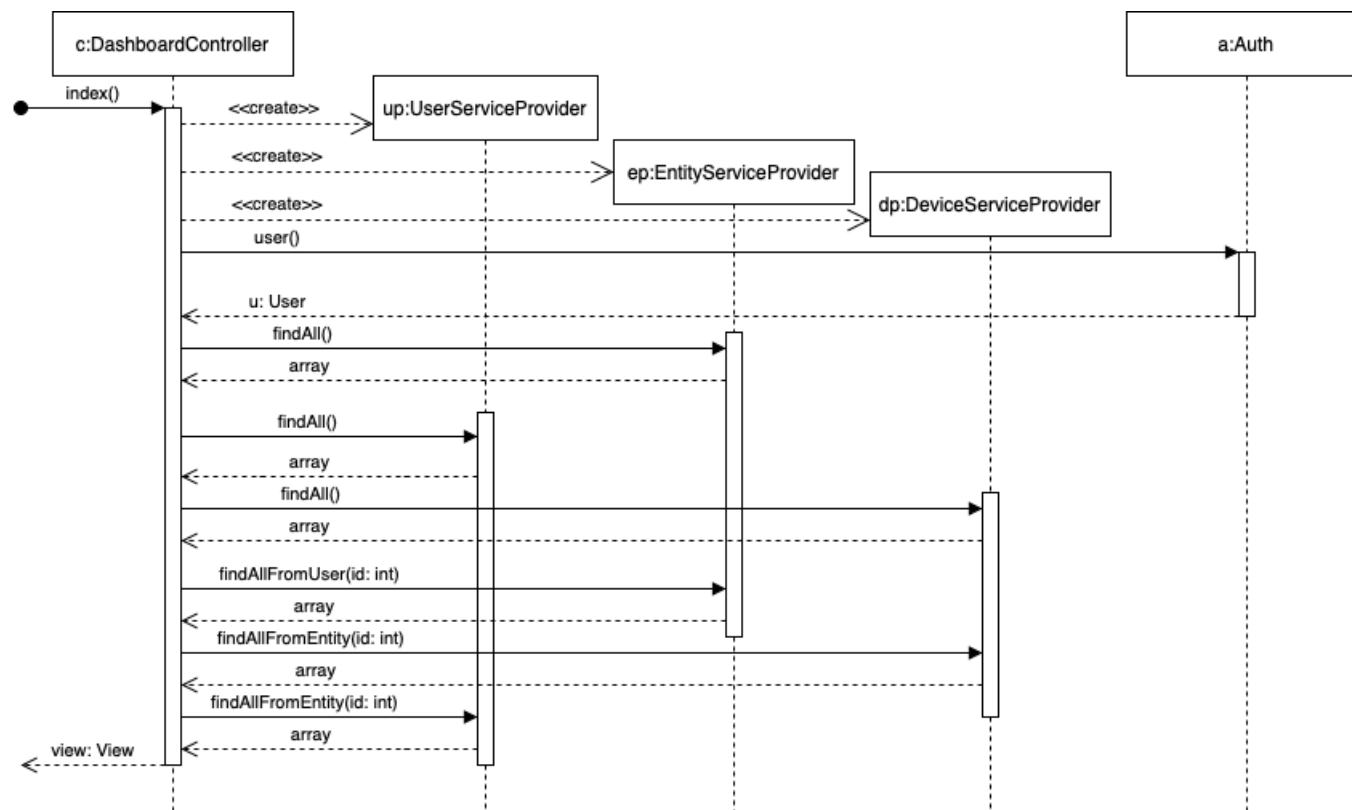 c:DashboardController
a:Auth
index()
<<create>>
up:UserServiceProvider
<<create>>
ep:EntityServiceProvider
<<create>>
dp:DeviceServiceProvider
user()
u: User
findAll()
array
findAll()
array
findAll()
array
findAllFromUser(id: int)
array
findAllFromEntity(id: int)
array
findAllFromEntity(id: int)
array
view: View